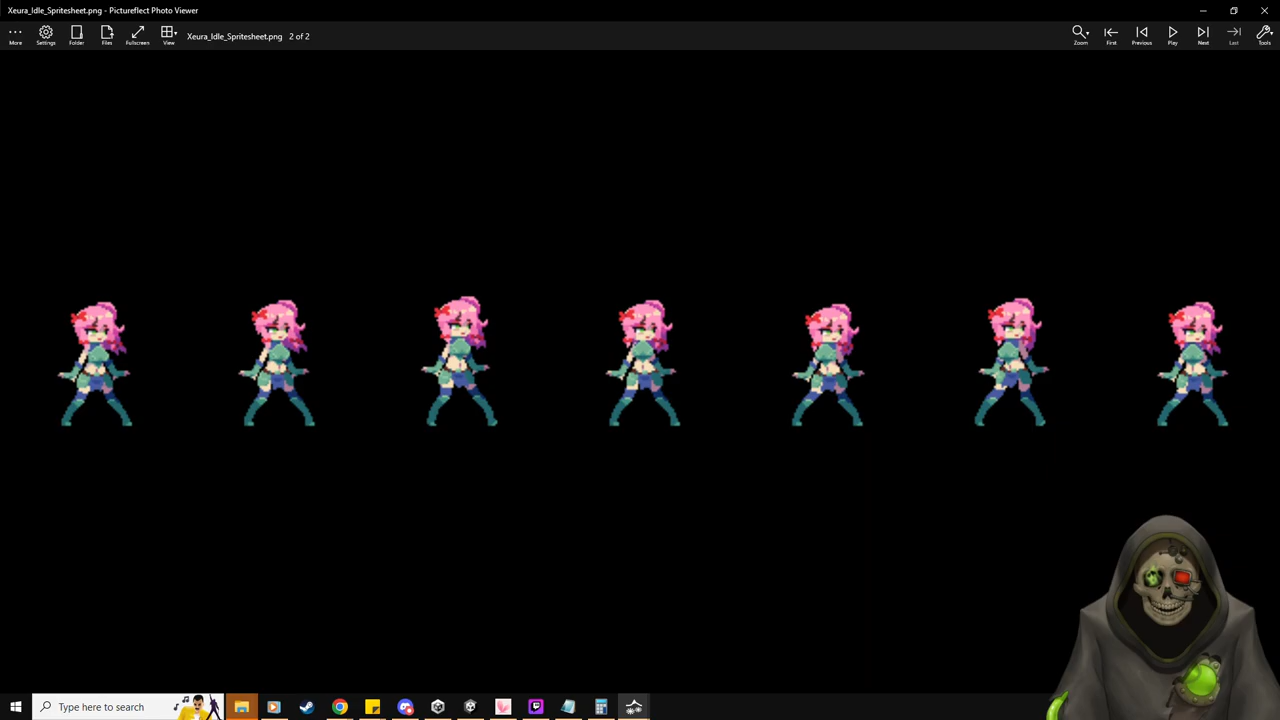 Xeura_Idle_Spritesheet.png - Pictureflect Photo Viewer
More
Settings
Folder
Files
Fullscreen
View
Xeura_Idle_Spritesheet.png 2 of 2
Zoom
First
Previous
Play
Next
Last
Tools
Type here to search